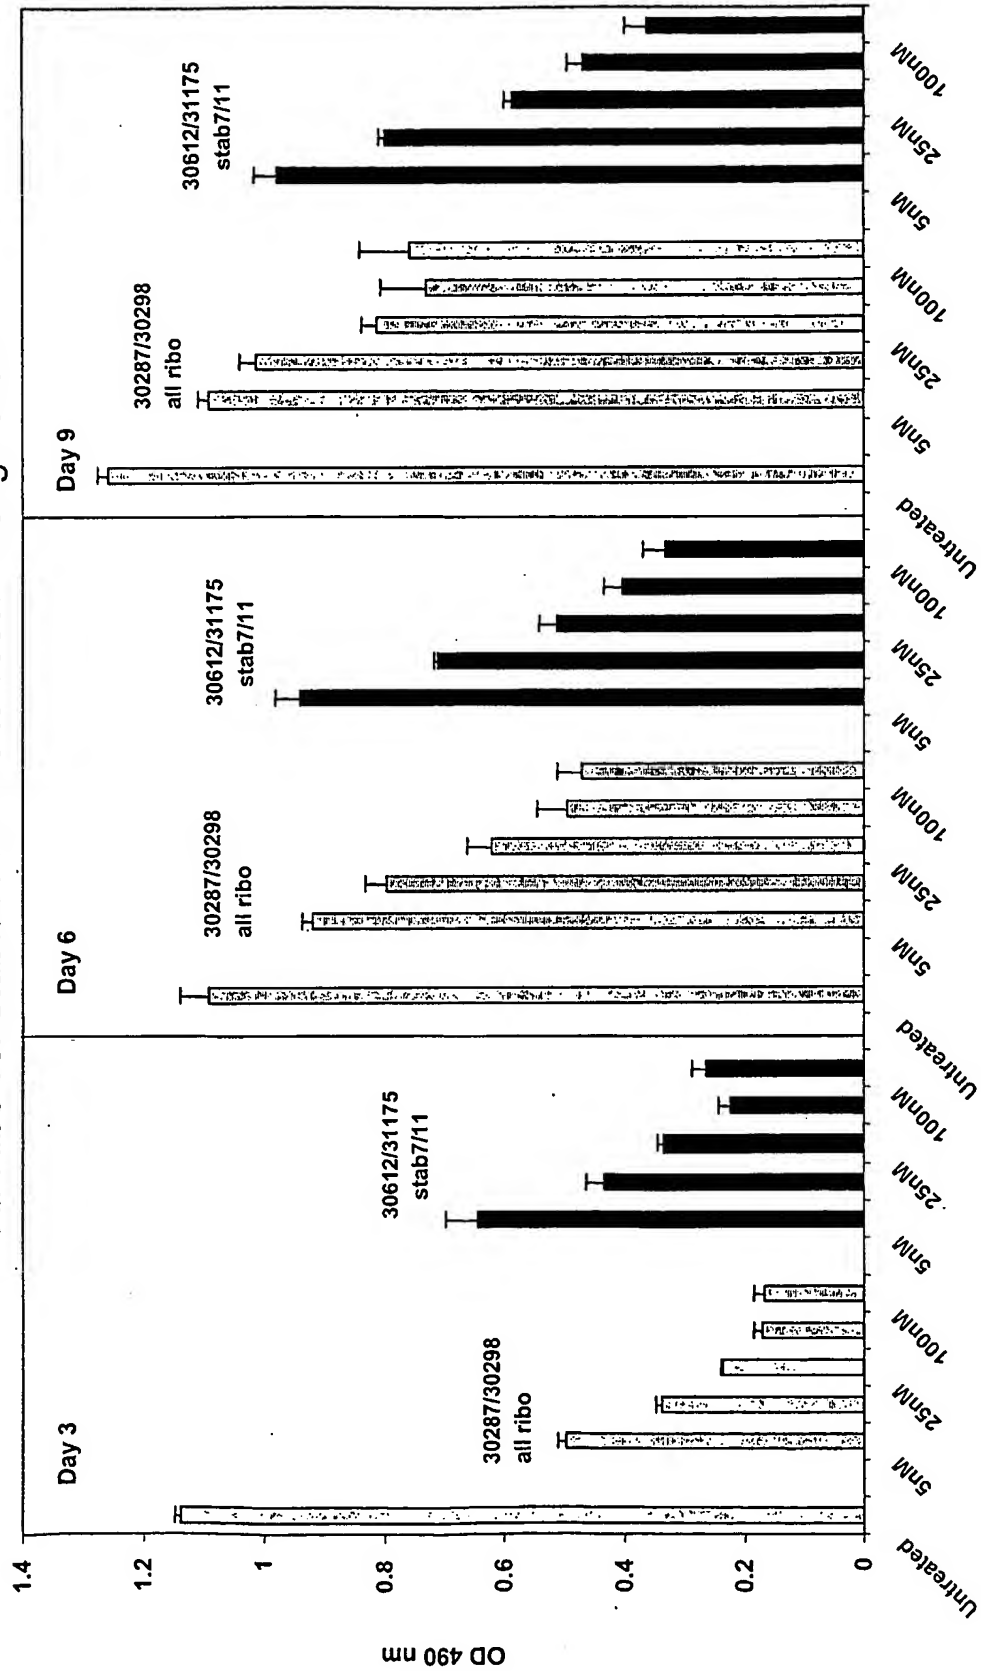 OD 490 nm
1.4
1.2
1
0.8
0.6
0.4
0.2
0
Day 3
30287/30298
all ribo
30612/31175
stab7/11
Untreated
5nM
25nM
100nM
5nM
25nM
100nM
Day 6
30287/30298
all ribo
30612/31175
stab7/11
Untreated
5nM
25nM
100nM
5nM
25nM
100nM
Day 9
30287/30298
all ribo
30612/31175
stab7/11
Untreated
5nM
25nM
100nM
5nM
25nM
100nM